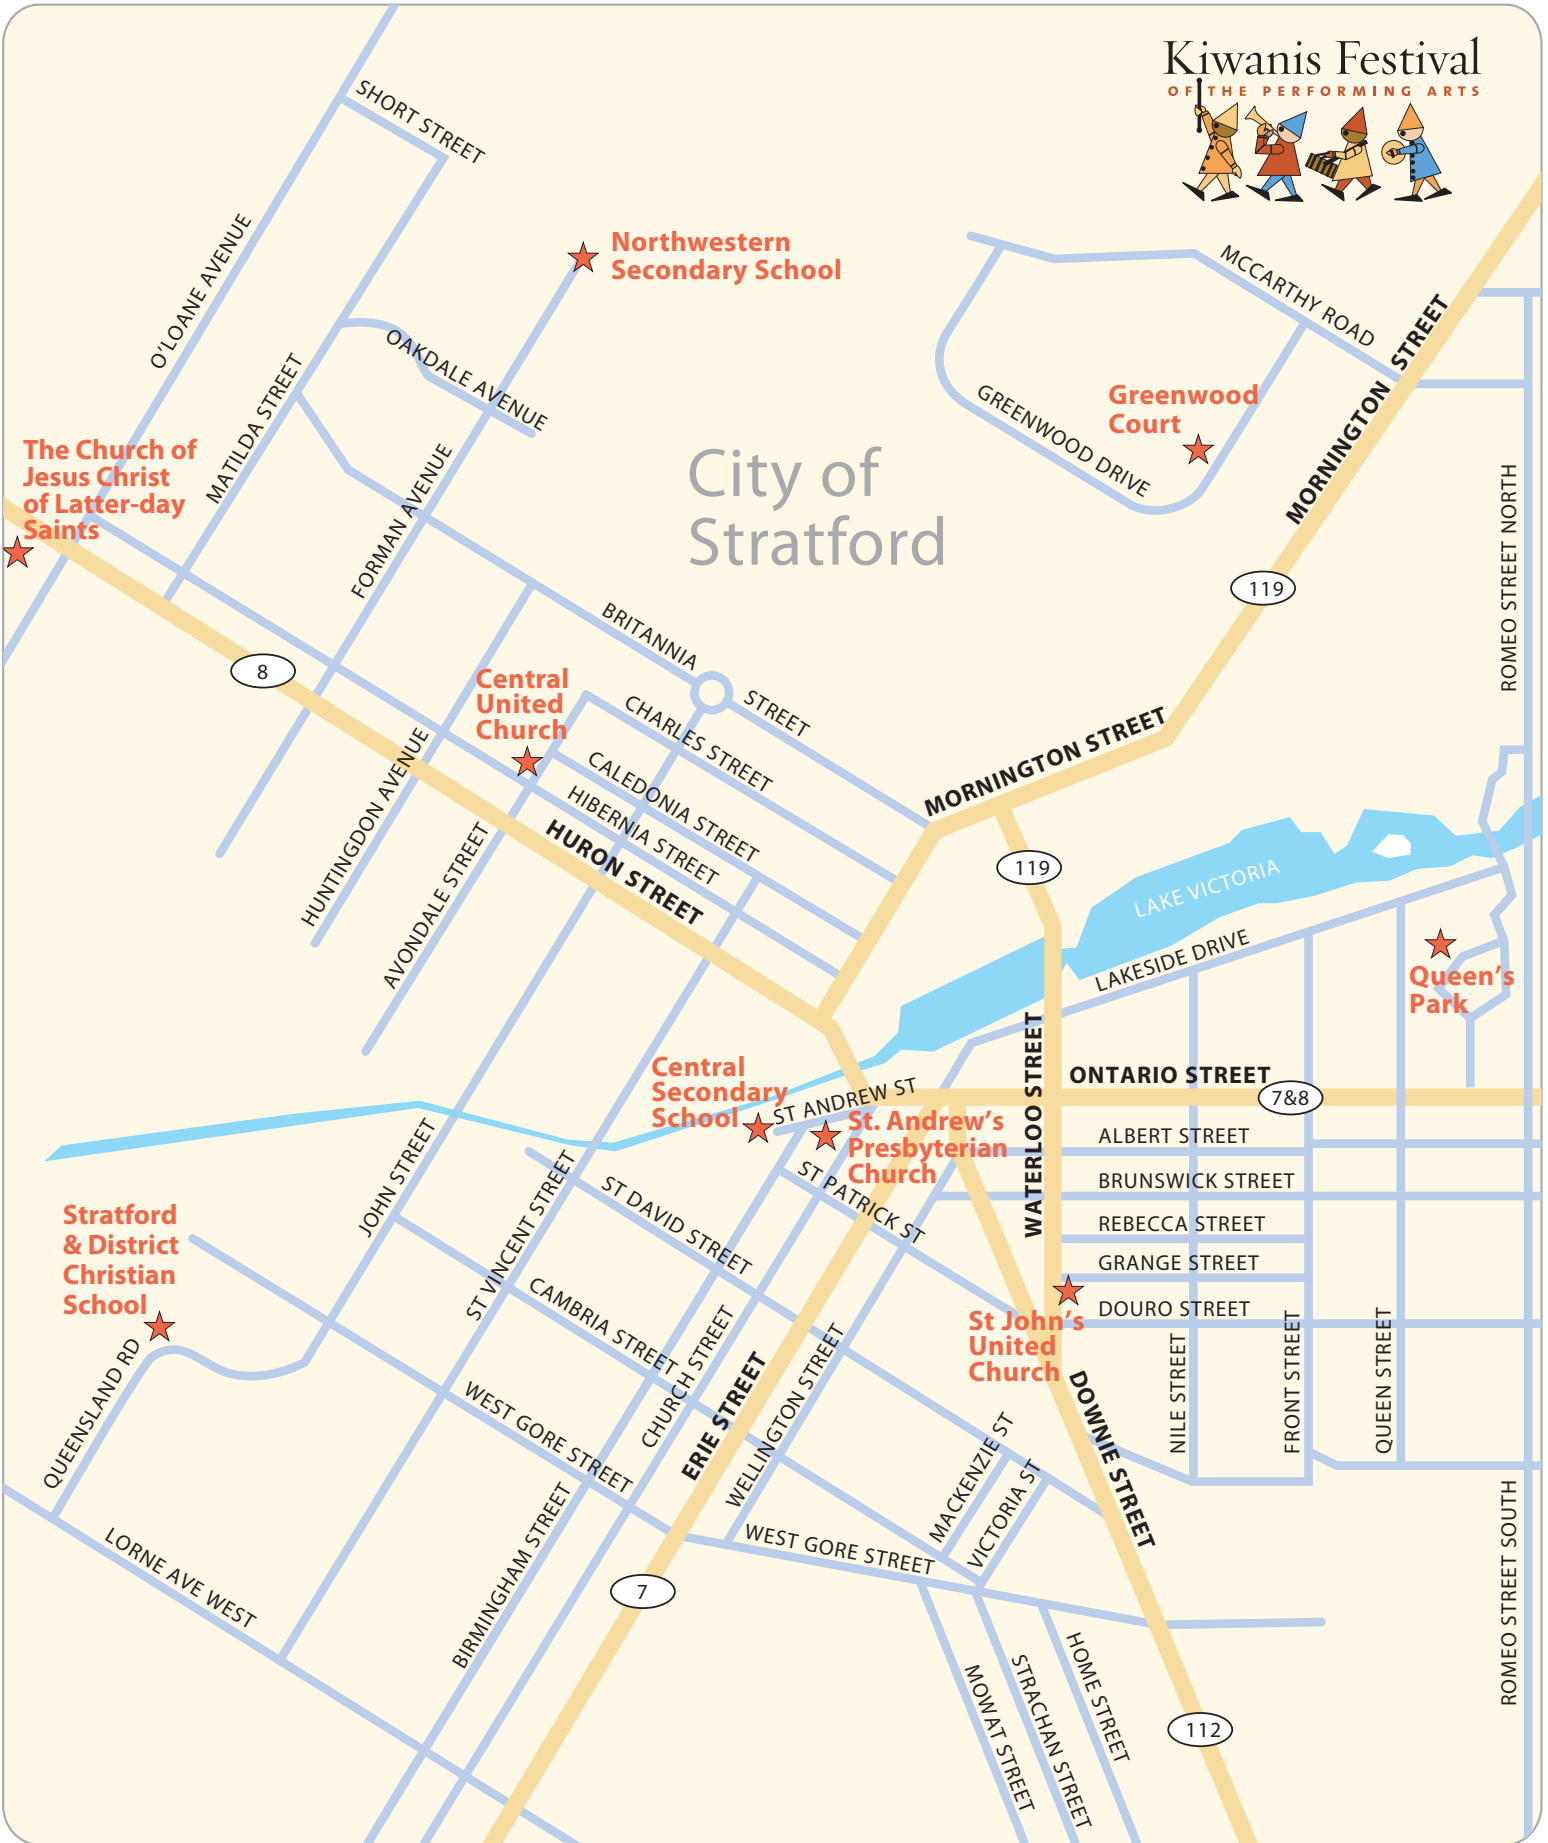 Kiwanis Festival
OF THE PERFORMING ARTS
SHORT STREET
O'LOANE AVENUE
Northwestern
Secondary School
MCCARTHY ROAD
MORNINGTON STREET
OAKDALE AVENUE
MATILDA STREET
GREENWOOD DRIVE
Greenwood
Court
The Church of
Jesus Christ
of Latter-day
Saints
City of
Stratford
FORMAN AVENUE
ROMEO STREET NORTH
119
8
BRITANNIA
STREET
Central
United
Church
CHARLES STREET
CALEDONIA STREET
HIBERNIA STREET
HURON STREET
MORNINGTON STREET
HUNTINGDON AVENUE
AVONDALE STREET
119
LAKE VICTORIA
LAKESIDE DRIVE
Queen's
Park
WATERLOO STREET
Central
Secondary
School
ST ANDREW ST
ONTARIO STREET
7&8
St. Andrew's
Presbyterian
Church
ALBERT STREET
BRUNSWICK STREET
REBECCA STREET
GRANGE STREET
DOURO STREET
JOHN STREET
ST VINCENT STREET
ST DAVID STREET
ST PATRICK ST
Stratford
& District
Christian
School
CAMBRIA STREET
CHURCH STREET
ERIE STREET
WELLINGTON STREET
St John's
United
Church
NILE STREET
FRONT STREET
QUEEN STREET
DOWNIE STREET
QUEENSLAND RD
WEST GORE STREET
MACKENZIE ST
VICTORIA ST
WEST GORE STREET
LORNE AVE WEST
BIRMINGHAM STREET
7
ROMEO STREET SOUTH
MOWAT STREET
STRACHAN STREET
HOME STREET
112